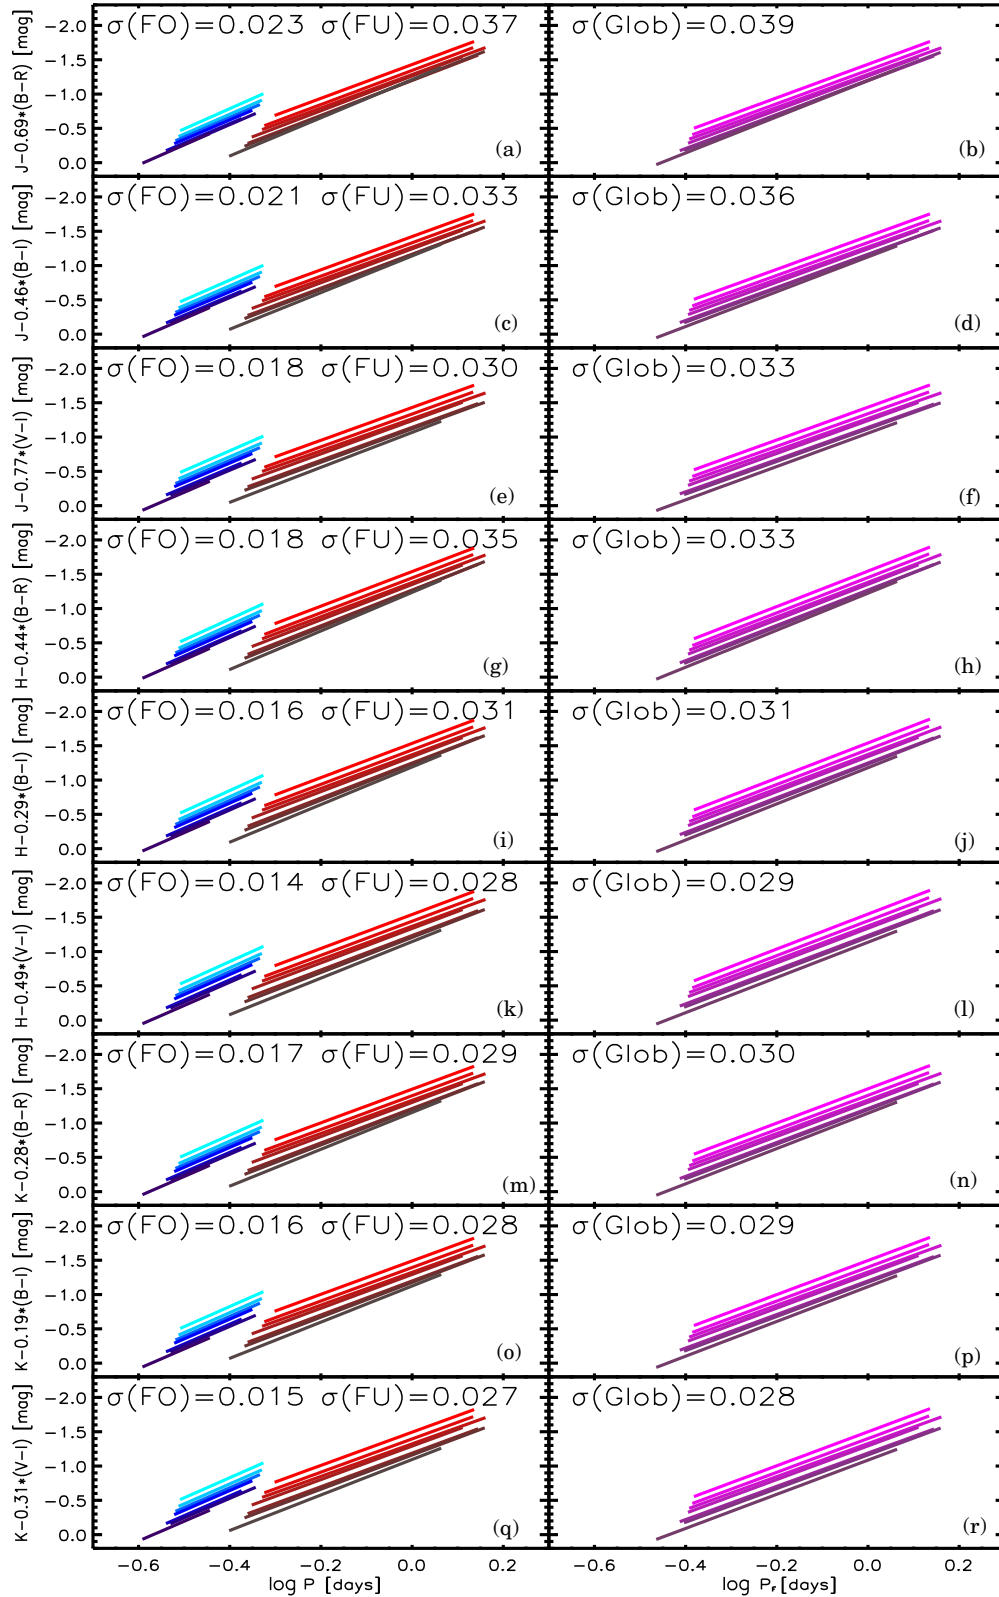 σ(FO)=0.023 σ(FU)=0.037
σ(Glob)=0.039
J-0.69*(B-R) [mag]
-2.0
-1.5
-1.0
-0.5
0.0
(a)
(b)
σ(FO)=0.021 σ(FU)=0.033
σ(Glob)=0.036
J-0.46*(B-I) [mag]
-2.0
-1.5
-1.0
-0.5
0.0
(c)
(d)
σ(FO)=0.018 σ(FU)=0.030
σ(Glob)=0.033
J-0.77*(V-I) [mag]
-2.0
-1.5
-1.0
-0.5
0.0
(e)
(f)
σ(FO)=0.018 σ(FU)=0.035
σ(Glob)=0.033
H-0.44*(B-R) [mag]
-2.0
-1.5
-1.0
-0.5
0.0
(g)
(h)
σ(FO)=0.016 σ(FU)=0.031
σ(Glob)=0.031
H-0.29*(B-I) [mag]
-2.0
-1.5
-1.0
-0.5
0.0
(i)
(j)
σ(FO)=0.014 σ(FU)=0.028
σ(Glob)=0.029
H-0.49*(V-I) [mag]
-2.0
-1.5
-1.0
-0.5
0.0
(k)
(l)
σ(FO)=0.017 σ(FU)=0.029
σ(Glob)=0.030
K-0.28*(B-R) [mag]
-2.0
-1.5
-1.0
-0.5
0.0
(m)
(n)
σ(FO)=0.016 σ(FU)=0.028
σ(Glob)=0.029
K-0.19*(B-I) [mag]
-2.0
-1.5
-1.0
-0.5
0.0
(o)
(p)
σ(FO)=0.015 σ(FU)=0.027
σ(Glob)=0.028
K-0.31*(V-I) [mag]
-2.0
-1.5
-1.0
-0.5
0.0
(q)
(r)
-0.6 -0.4 -0.2 0.0 0.2
-0.6 -0.4 -0.2 0.0 0.2
log P [days]
log P_F [days]